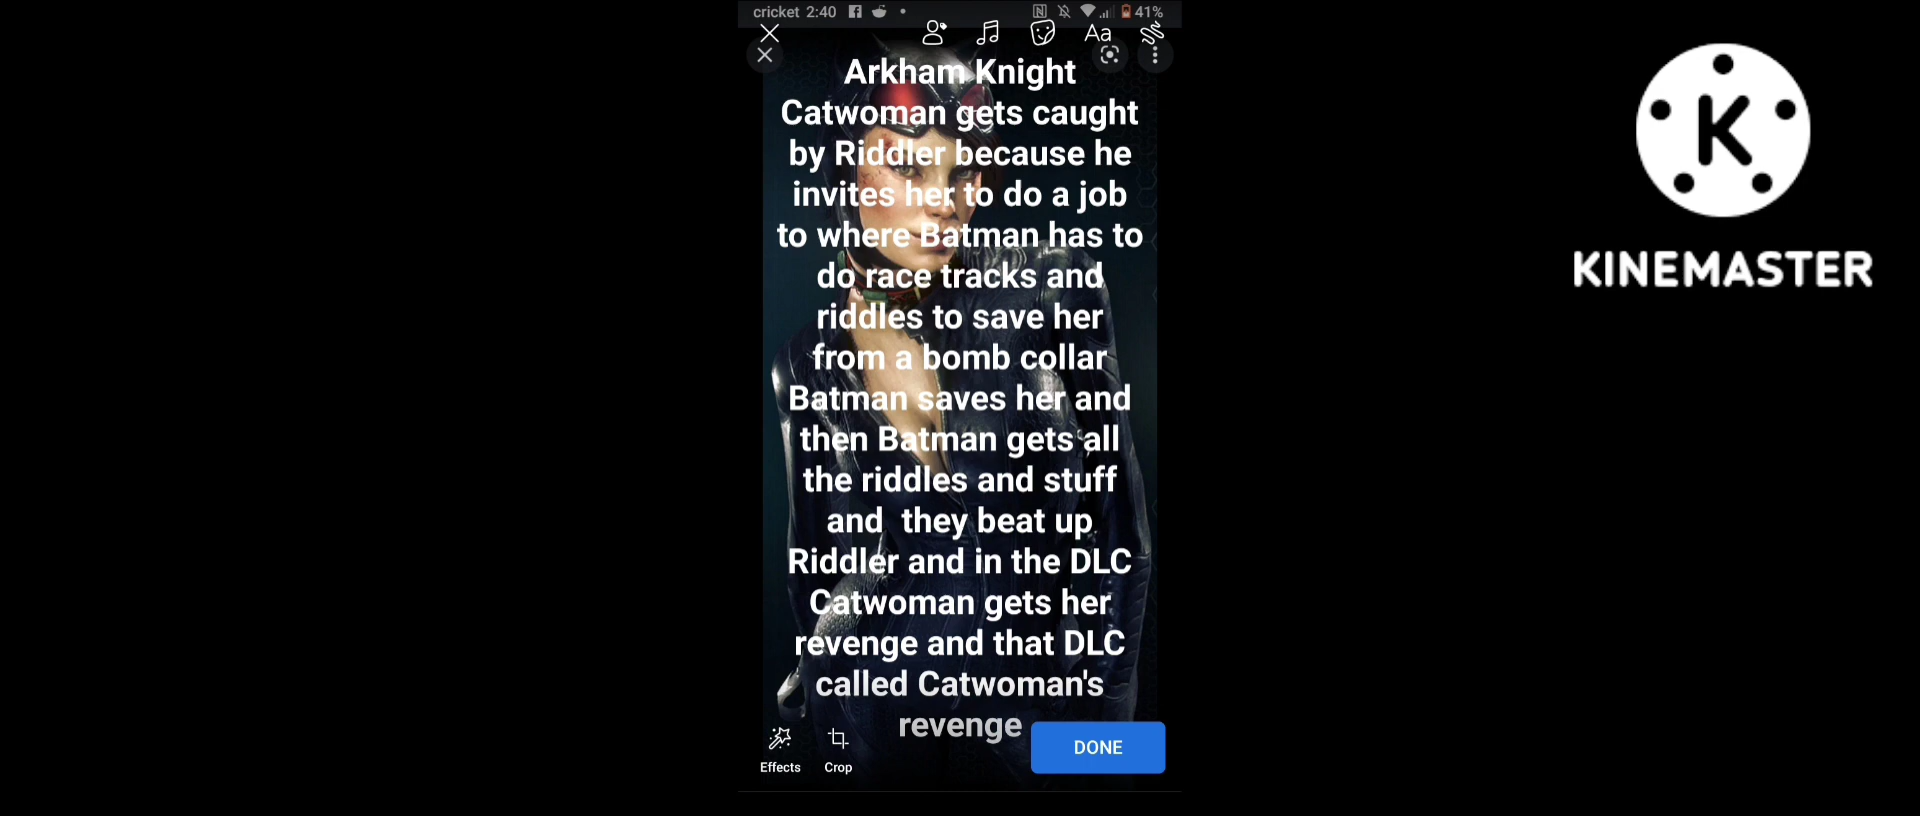 cricket 2:40 41%
Aa
Arkham Knight
Catwoman gets caught
by Riddler because he
invites her to do a job
to where Batman has to
do race tracks and
riddles to save her
from a bomb collar
Batman saves her and
then Batman gets all
the riddles and stuff
and they beat up
Riddler and in the DLC
Catwoman gets her
revenge and that DLC
called Catwoman's
revenge
Effects
Crop
DONE
K
KINEMASTER